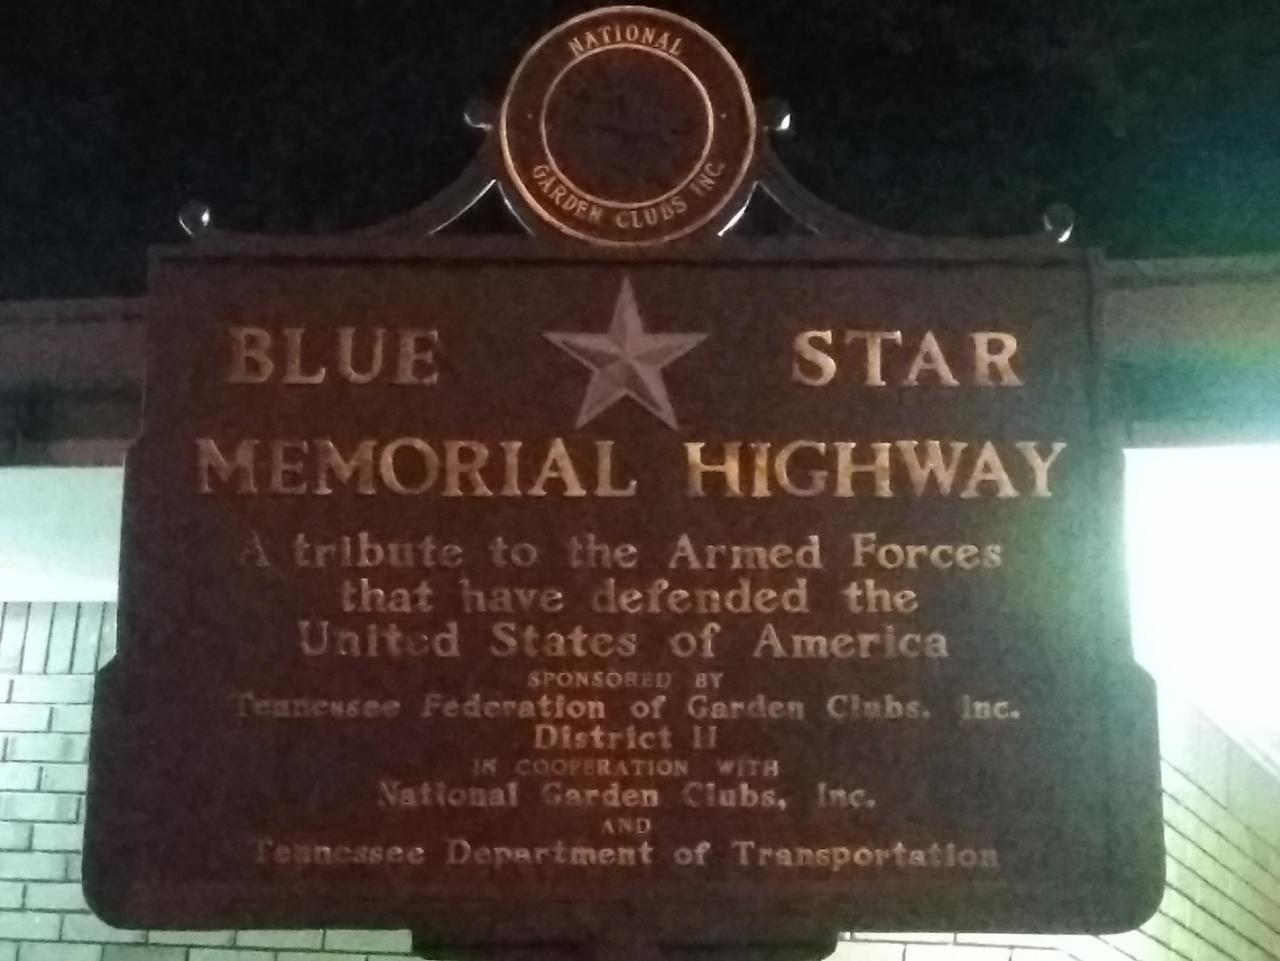 NATIONAL
GARDEN CLUBS INC.
BLUE STAR
MEMORIAL HIGHWAY
A tribute to the Armed Forces
that have defended the
United States of America
SPONSORED BY
Tennessee Federation of Garden Clubs, Inc.
District II
IN COOPERATION WITH
National Garden Clubs, Inc.
AND
Tennessee Department of Transportation